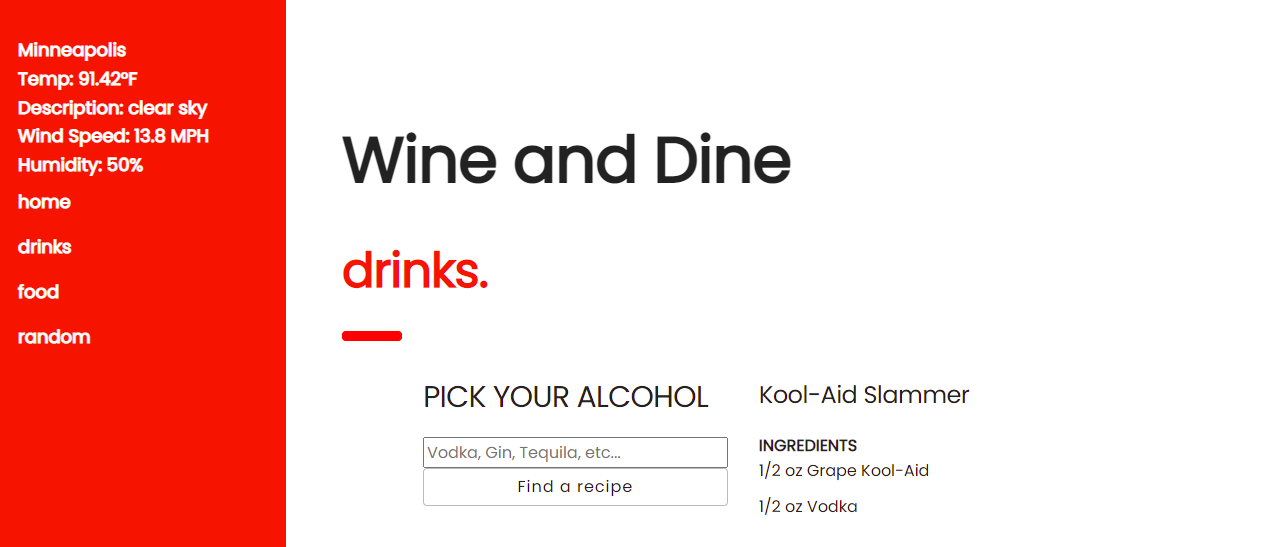 Minneapolis
Temp: 91.42°F
Description: clear sky
Wind Speed: 13.8 MPH
Humidity: 50%
home
drinks
food
random
Wine and Dine
drinks.
PICK YOUR ALCOHOL
Vodka, Gin, Tequila, etc...
Find a recipe
Kool-Aid Slammer
INGREDIENTS
1/2 oz Grape Kool-Aid
1/2 oz Vodka